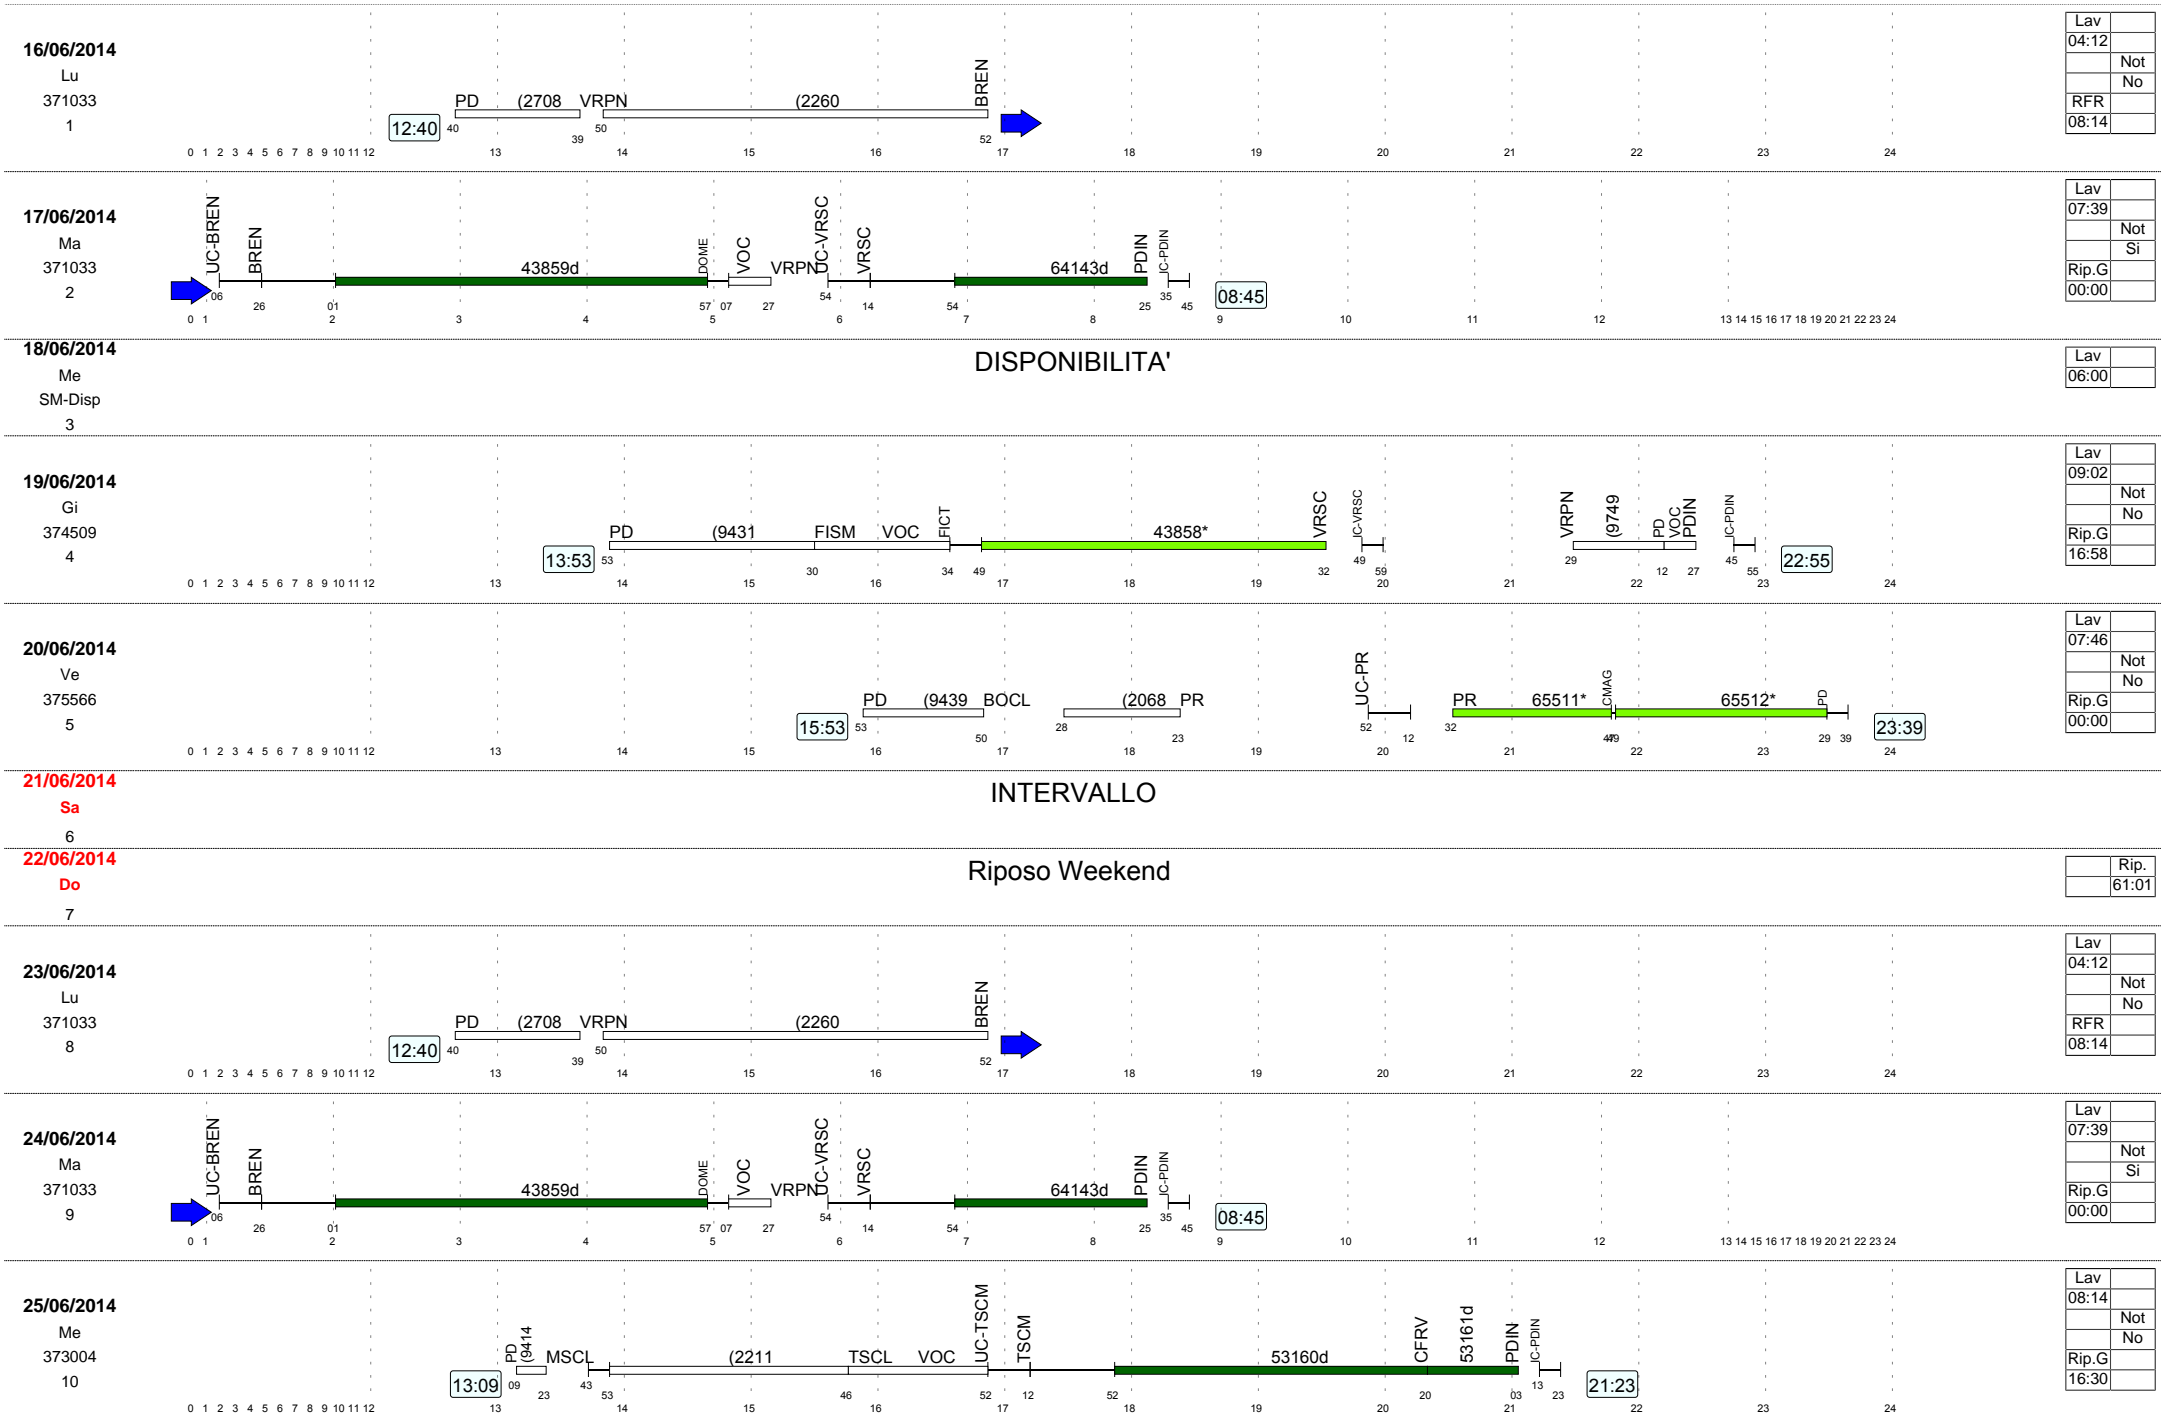 16/06/2014
Lu
371033
1
12:40
PD (2708 VRPN (2260 BREN
40 39 50 52
0 1 2 3 4 5 6 7 8 9 10 11 12 13 14 15 16 17 18 19 20 21 22 23 24
Lav
04:12
Not
No
RFR
08:14
17/06/2014
Ma
371033
2
UC-BREN BREN 43859d DOME VOC VRPN UC-VRSC VRSC 64143d PDIN IC-PDIN
06 26 01 57 07 27 54 14 54 25 35 45
08:45
0 1 2 3 4 5 6 7 8 9 10 11 12 13 14 15 16 17 18 19 20 21 22 23 24
Lav
07:39
Not
Si
Rip.G
00:00
18/06/2014
Me
SM-Disp
3
DISPONIBILITA'
Lav
06:00
19/06/2014
Gi
374509
4
13:53
PD (9431 FISM VOC FICT 43858* VRSC IC-VRSC VRPN (9749 PD VOC PDIN IC-PDIN
53 30 34 49 32 49 59 29 12 27 45 55
22:55
0 1 2 3 4 5 6 7 8 9 10 11 12 13 14 15 16 17 18 19 20 21 22 23 24
Lav
09:02
Not
No
Rip.G
16:58
20/06/2014
Ve
375566
5
15:53
PD (9439 BOCL (2068 PR UC-PR PR 65511* CMAG 65512* PD
53 50 28 23 52 12 32 47 49 29 39
23:39
0 1 2 3 4 5 6 7 8 9 10 11 12 13 14 15 16 17 18 19 20 21 22 23 24
Lav
07:46
Not
No
Rip.G
00:00
21/06/2014
Sa
6
INTERVALLO
22/06/2014
Do
7
Riposo Weekend
Rip.
61:01
23/06/2014
Lu
371033
8
12:40
PD (2708 VRPN (2260 BREN
40 39 50 52
0 1 2 3 4 5 6 7 8 9 10 11 12 13 14 15 16 17 18 19 20 21 22 23 24
Lav
04:12
Not
No
RFR
08:14
24/06/2014
Ma
371033
9
UC-BREN BREN 43859d DOME VOC VRPN UC-VRSC VRSC 64143d PDIN IC-PDIN
06 26 01 57 07 27 54 14 54 25 35 45
08:45
0 1 2 3 4 5 6 7 8 9 10 11 12 13 14 15 16 17 18 19 20 21 22 23 24
Lav
07:39
Not
Si
Rip.G
00:00
25/06/2014
Me
373004
10
13:09
PD (9414 MSCL (2211 TSCL VOC UC-TSCM TSCM 53160d CFRV 53161d PDIN IC-PDIN
09 23 43 53 46 52 12 52 20 03 13 23
21:23
0 1 2 3 4 5 6 7 8 9 10 11 12 13 14 15 16 17 18 19 20 21 22 23 24
Lav
08:14
Not
No
Rip.G
16:30